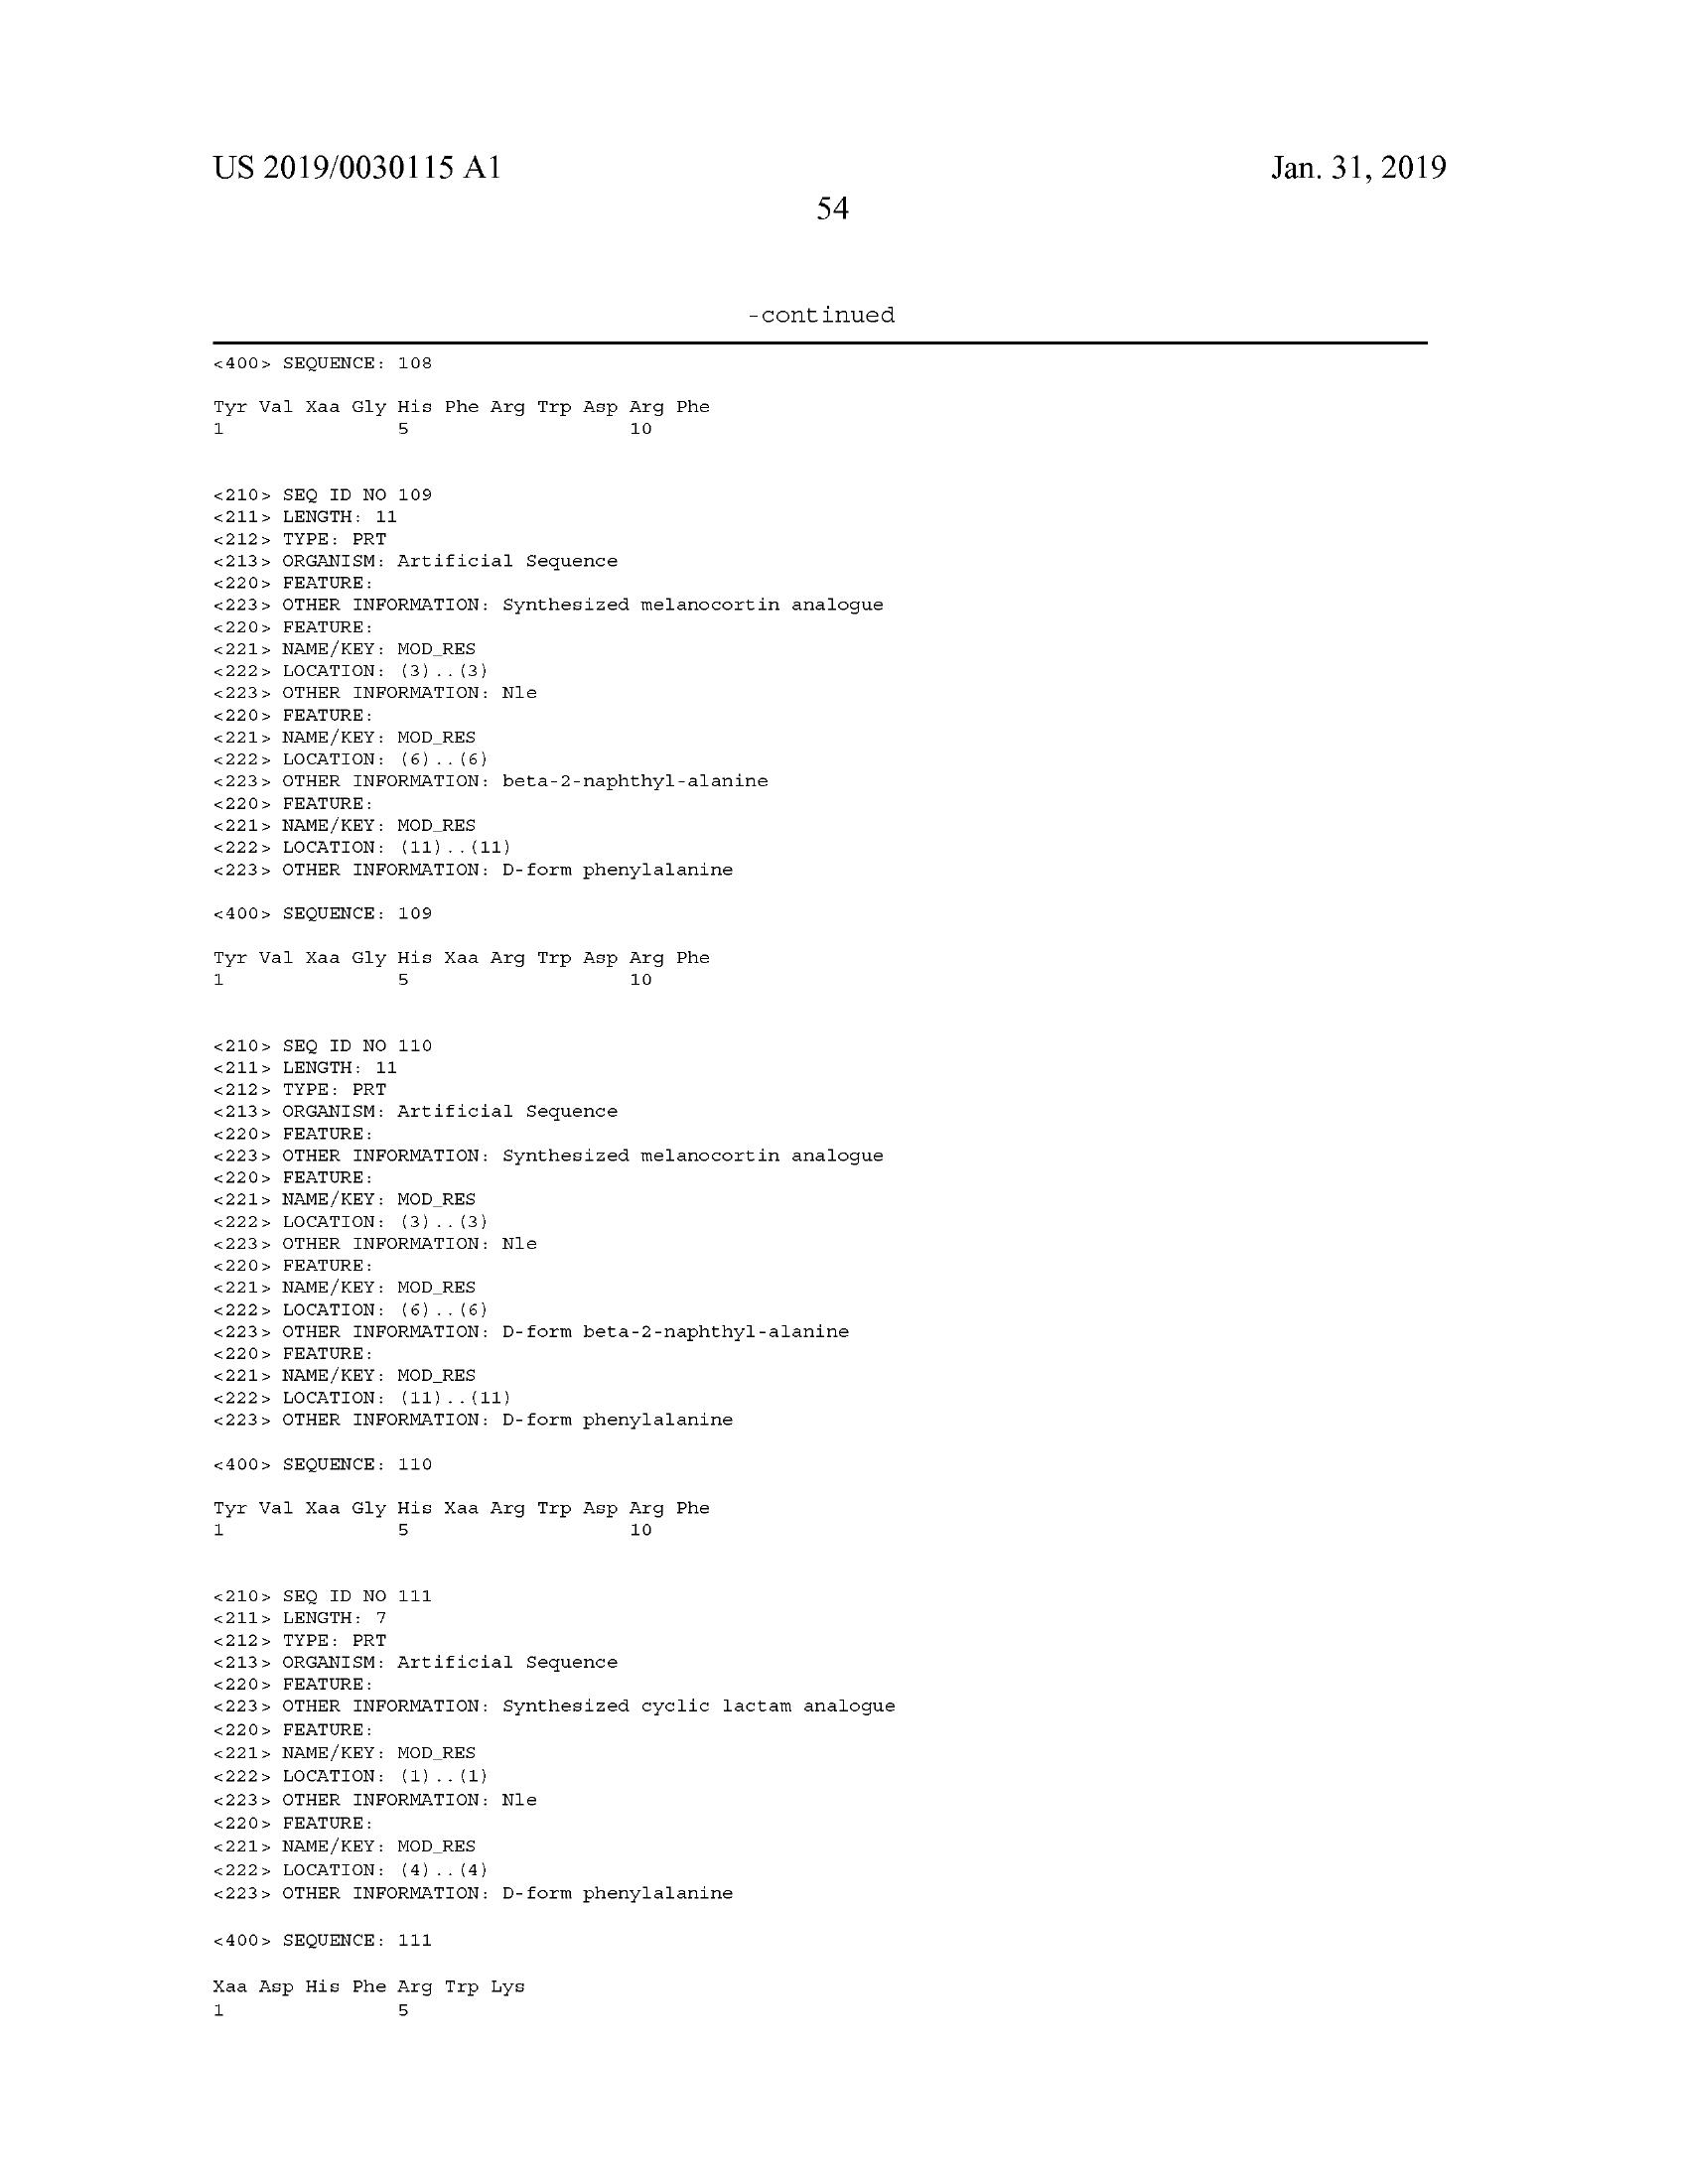 US 2019/0030115 A1 Jan. 31, 2019
54
-continued
<400> SEQUENCE: 108
Tyr Val Xaa Gly His Phe Arg Trp Asp Arg Phe
1 5 10
<210> SEQ ID NO 109
<211> LENGTH: 11
<212> TYPE: PRT
<213> ORGANISM: Artificial Sequence
<220> FEATURE:
<223> OTHER INFORMATION: Synthesized melanocortin analogue
<220> FEATURE:
<221> NAME/KEY: MOD_RES
<222> LOCATION: (3)..(3)
<223> OTHER INFORMATION: Nle
<220> FEATURE:
<221> NAME/KEY: MOD_RES
<222> LOCATION: (6)..(6)
<223> OTHER INFORMATION: beta-2-naphthyl-alanine
<220> FEATURE:
<221> NAME/KEY: MOD_RES
<222> LOCATION: (11)..(11)
<223> OTHER INFORMATION: D-form phenylalanine
<400> SEQUENCE: 109
Tyr Val Xaa Gly His Xaa Arg Trp Asp Arg Phe
1 5 10
<210> SEQ ID NO 110
<211> LENGTH: 11
<212> TYPE: PRT
<213> ORGANISM: Artificial Sequence
<220> FEATURE:
<223> OTHER INFORMATION: Synthesized melanocortin analogue
<220> FEATURE:
<221> NAME/KEY: MOD_RES
<222> LOCATION: (3)..(3)
<223> OTHER INFORMATION: Nle
<220> FEATURE:
<221> NAME/KEY: MOD_RES
<222> LOCATION: (6)..(6)
<223> OTHER INFORMATION: D-form beta-2-naphthyl-alanine
<220> FEATURE:
<221> NAME/KEY: MOD_RES
<222> LOCATION: (11)..(11)
<223> OTHER INFORMATION: D-form phenylalanine
<400> SEQUENCE: 110
Tyr Val Xaa Gly His Xaa Arg Trp Asp Arg Phe
1 5 10
<210> SEQ ID NO 111
<211> LENGTH: 7
<212> TYPE: PRT
<213> ORGANISM: Artificial Sequence
<220> FEATURE:
<223> OTHER INFORMATION: Synthesized cyclic lactam analogue
<220> FEATURE:
<221> NAME/KEY: MOD_RES
<222> LOCATION: (1)..(1)
<223> OTHER INFORMATION: Nle
<220> FEATURE:
<221> NAME/KEY: MOD_RES
<222> LOCATION: (4)..(4)
<223> OTHER INFORMATION: D-form phenylalanine
<400> SEQUENCE: 111
Xaa Asp His Phe Arg Trp Lys
1 5